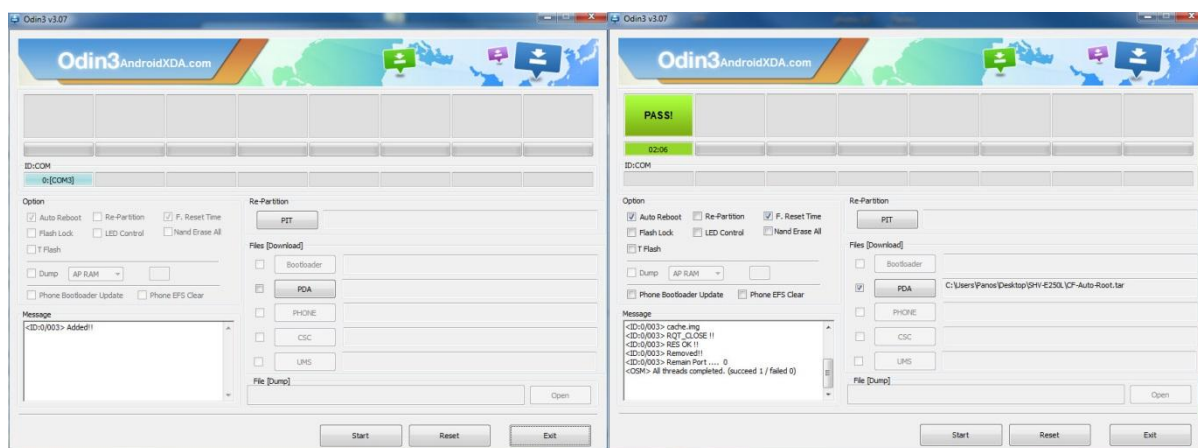 Odin3 v3.07
Odin3 AndroidXDA.com
ID:COM
0:[COM3]
Option
Auto Reboot Re-Partition F. Reset Time
Flash Lock LED Control Nand Erase All
T Flash
Dump AP RAM
Phone Bootloader Update Phone EFS Clear
Message
<ID:0/003> Added!!
Re-Partition
PIT
Files [Download]
Bootloader
PDA
PHONE
CSC
UMS
File [Dump]
Open
Start Reset Exit
Odin3 v3.07
Odin3 AndroidXDA.com
PASS!
02:06
ID:COM
Option
Auto Reboot Re-Partition F. Reset Time
Flash Lock LED Control Nand Erase All
T Flash
Dump AP RAM
Phone Bootloader Update Phone EFS Clear
Message
<ID:0/003> cache.img
<ID:0/003> RQT_CLOSE !!
<ID:0/003> RES OK !!
<ID:0/003> Removed!!
<ID:0/003> Remain Port .... 0
<OSM> All threads completed. (succeed 1 / failed 0)
Re-Partition
PIT
Files [Download]
Bootloader
PDA C:\Users\Panos\Desktop\SHV-E250L\CF-Auto-Root.tar
PHONE
CSC
UMS
File [Dump]
Open
Start Reset Exit